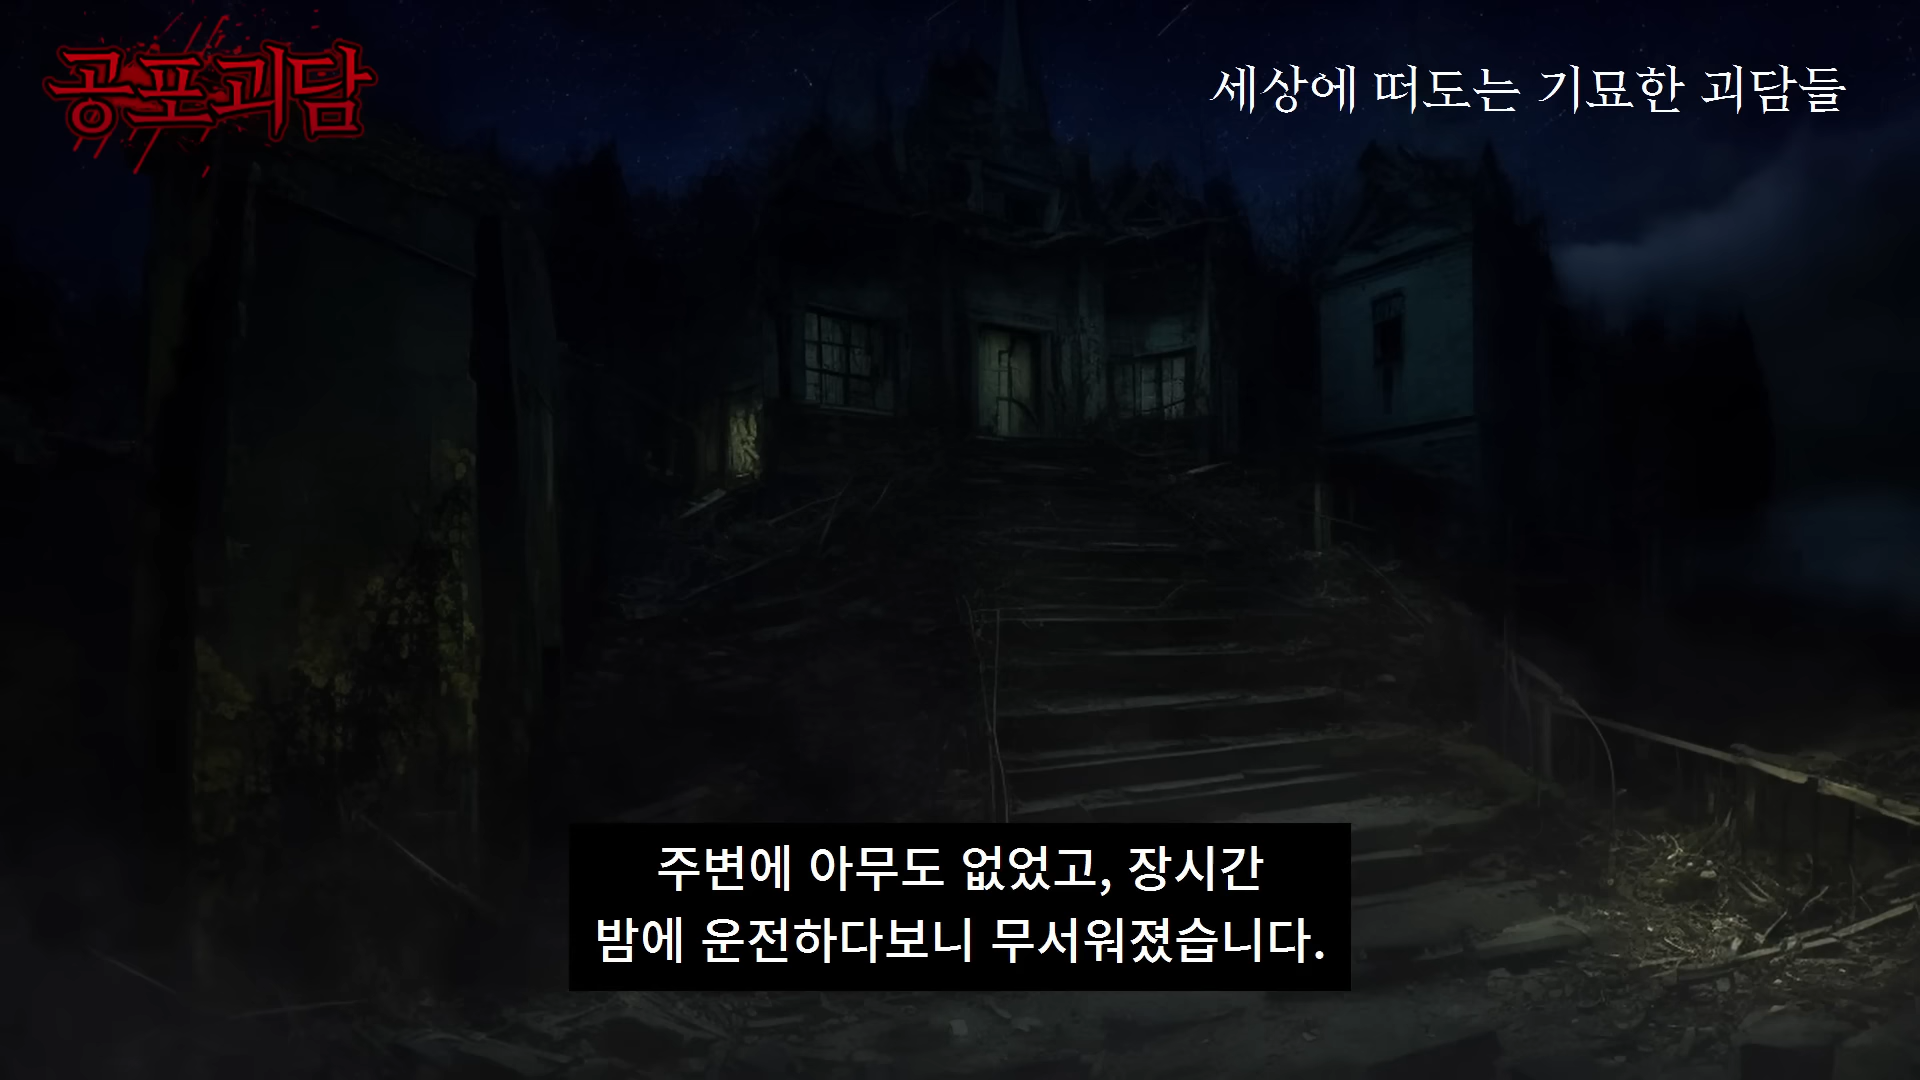 공포괴담
세상에 떠도는 기묘한 괴담들
주변에 아무도 없었고, 장시간
밤에 운전하다보니 무서워졌습니다.